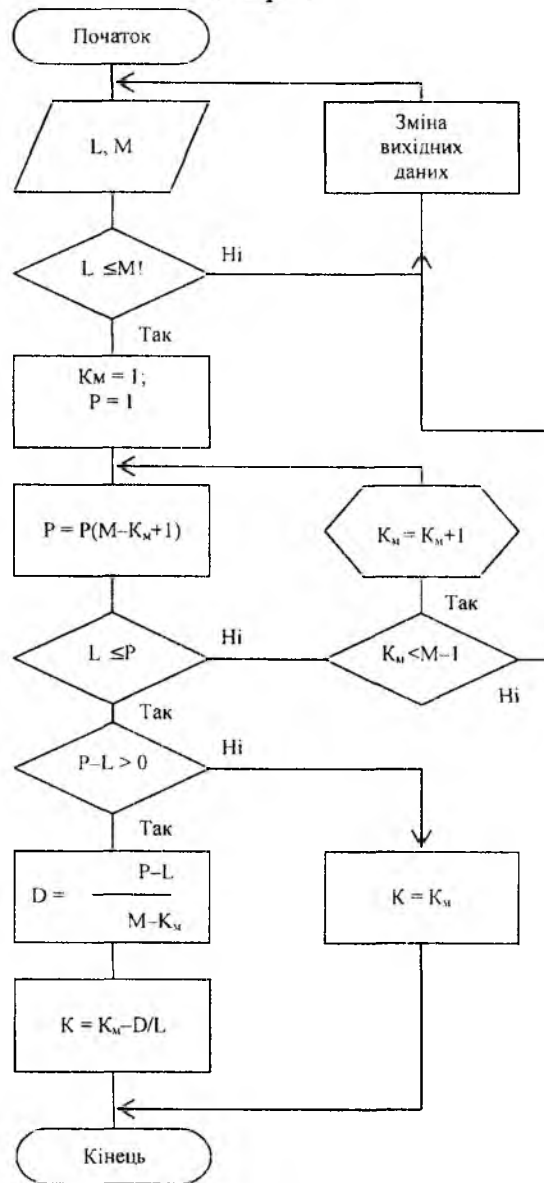 Початок
L, M
Зміна
вихідних
даних
L ≤M!
Ні
Так
Км = 1;
P = 1
P = P(M–Kм+1)
Kм = Kм+1
Так
L ≤P
Ні
Kм<M–1
Ні
Так
P–L > 0
Ні
Так
D = P–L
M–Kм
K = Kм
K = Kм–D/L
Кінець